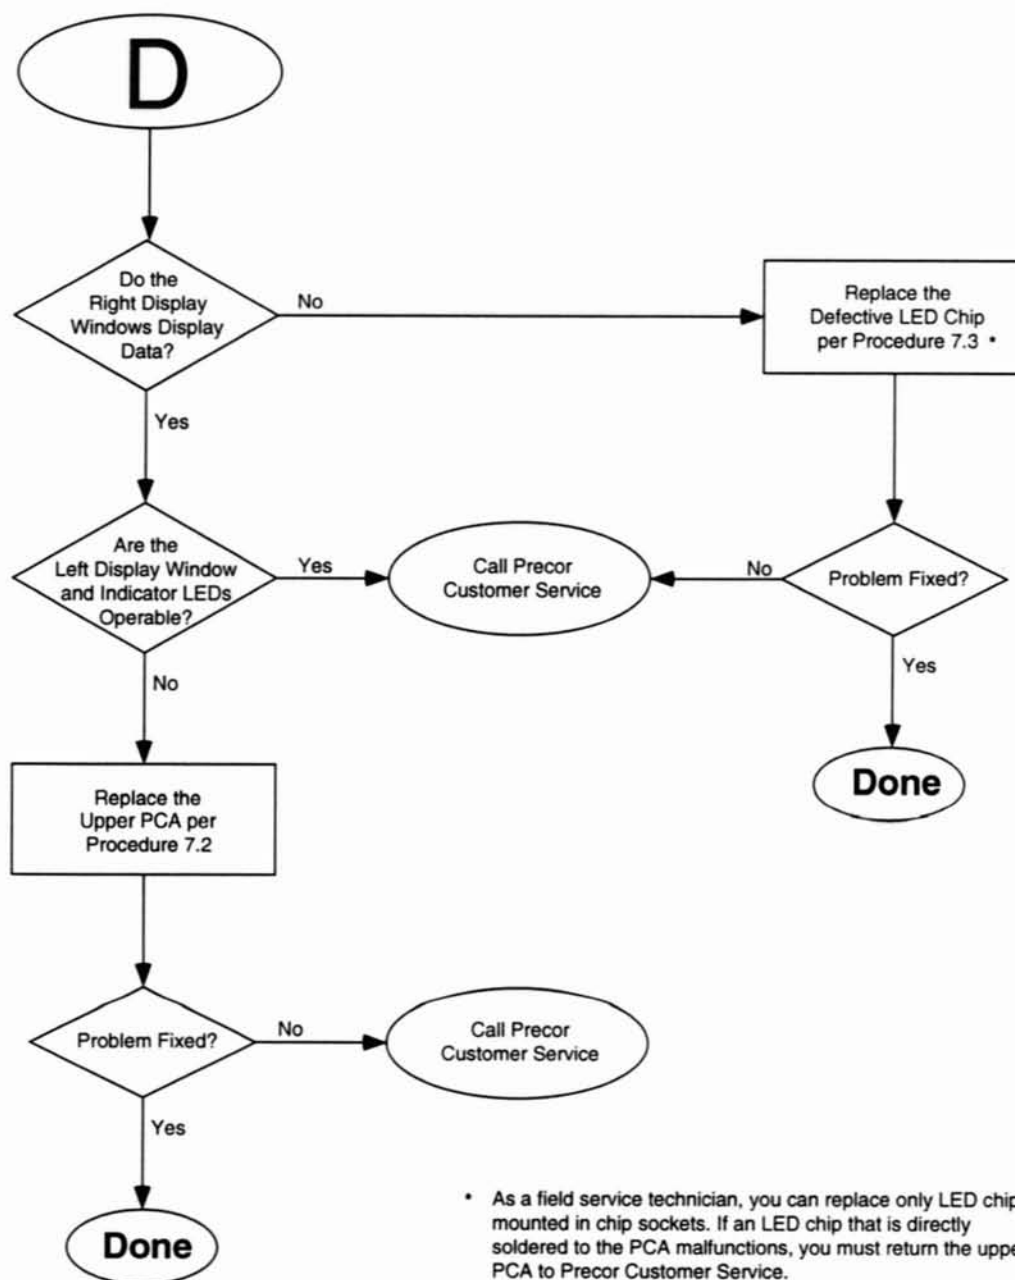 D
Do the
Right Display
Windows Display
Data?
No
Replace the
Defective LED Chip
per Procedure 7.3 *
Yes
Are the
Left Display Window
and Indicator LEDs
Operable?
Yes
Call Precor
Customer Service
No
Problem Fixed?
No
Yes
Done
Replace the
Upper PCA per
Procedure 7.2
Problem Fixed?
No
Call Precor
Customer Service
Yes
Done
* As a field service technician, you can replace only LED chip
mounted in chip sockets. If an LED chip that is directly
soldered to the PCA malfunctions, you must return the uppe
PCA to Precor Customer Service.